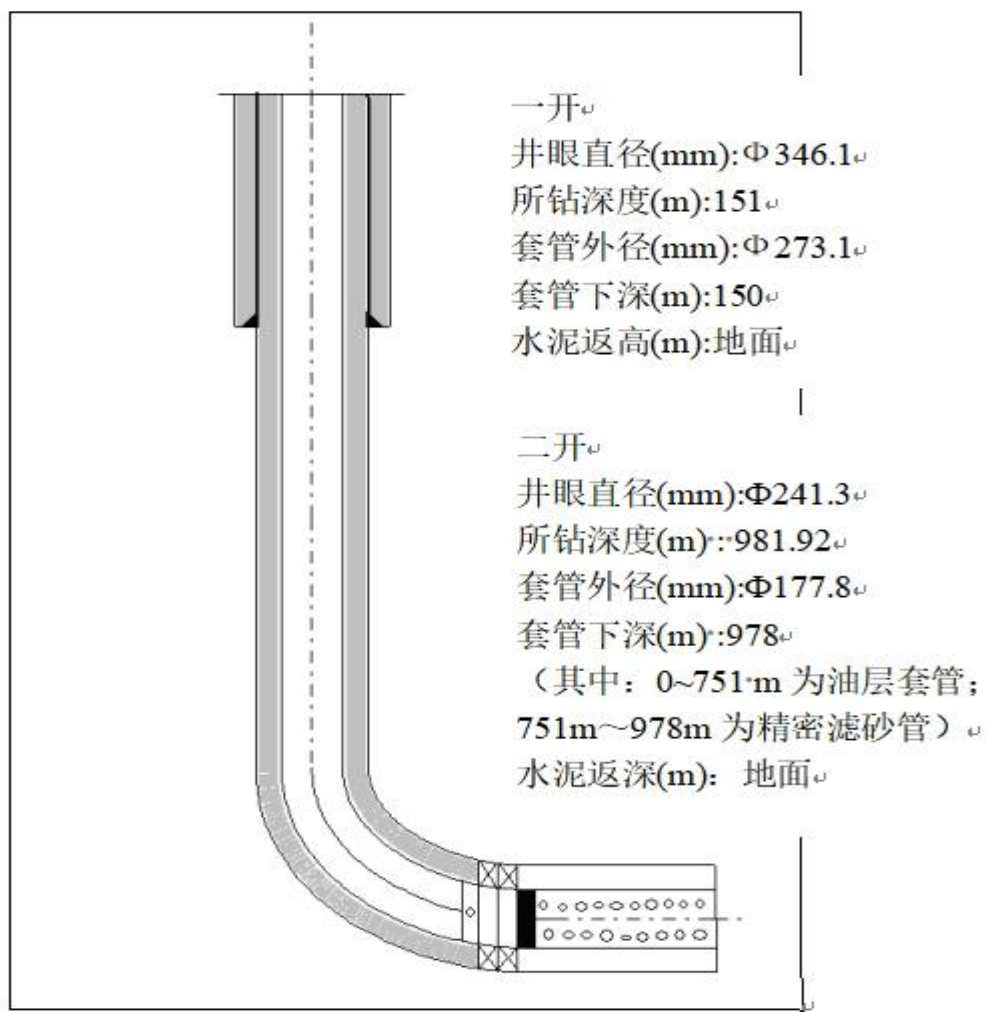 一开
井眼直径(mm):Φ346.1
所钻深度(m):151
套管外径(mm):Φ273.1
套管下深(m):150
水泥返高(m):地面
二开
井眼直径(mm):Φ241.3
所钻深度(m) :981.92
套管外径(mm):Φ177.8
套管下深(m) :978
（其中：0~751 m 为油层套管；
751m～978m 为精密滤砂管）
水泥返深(m)： 地面